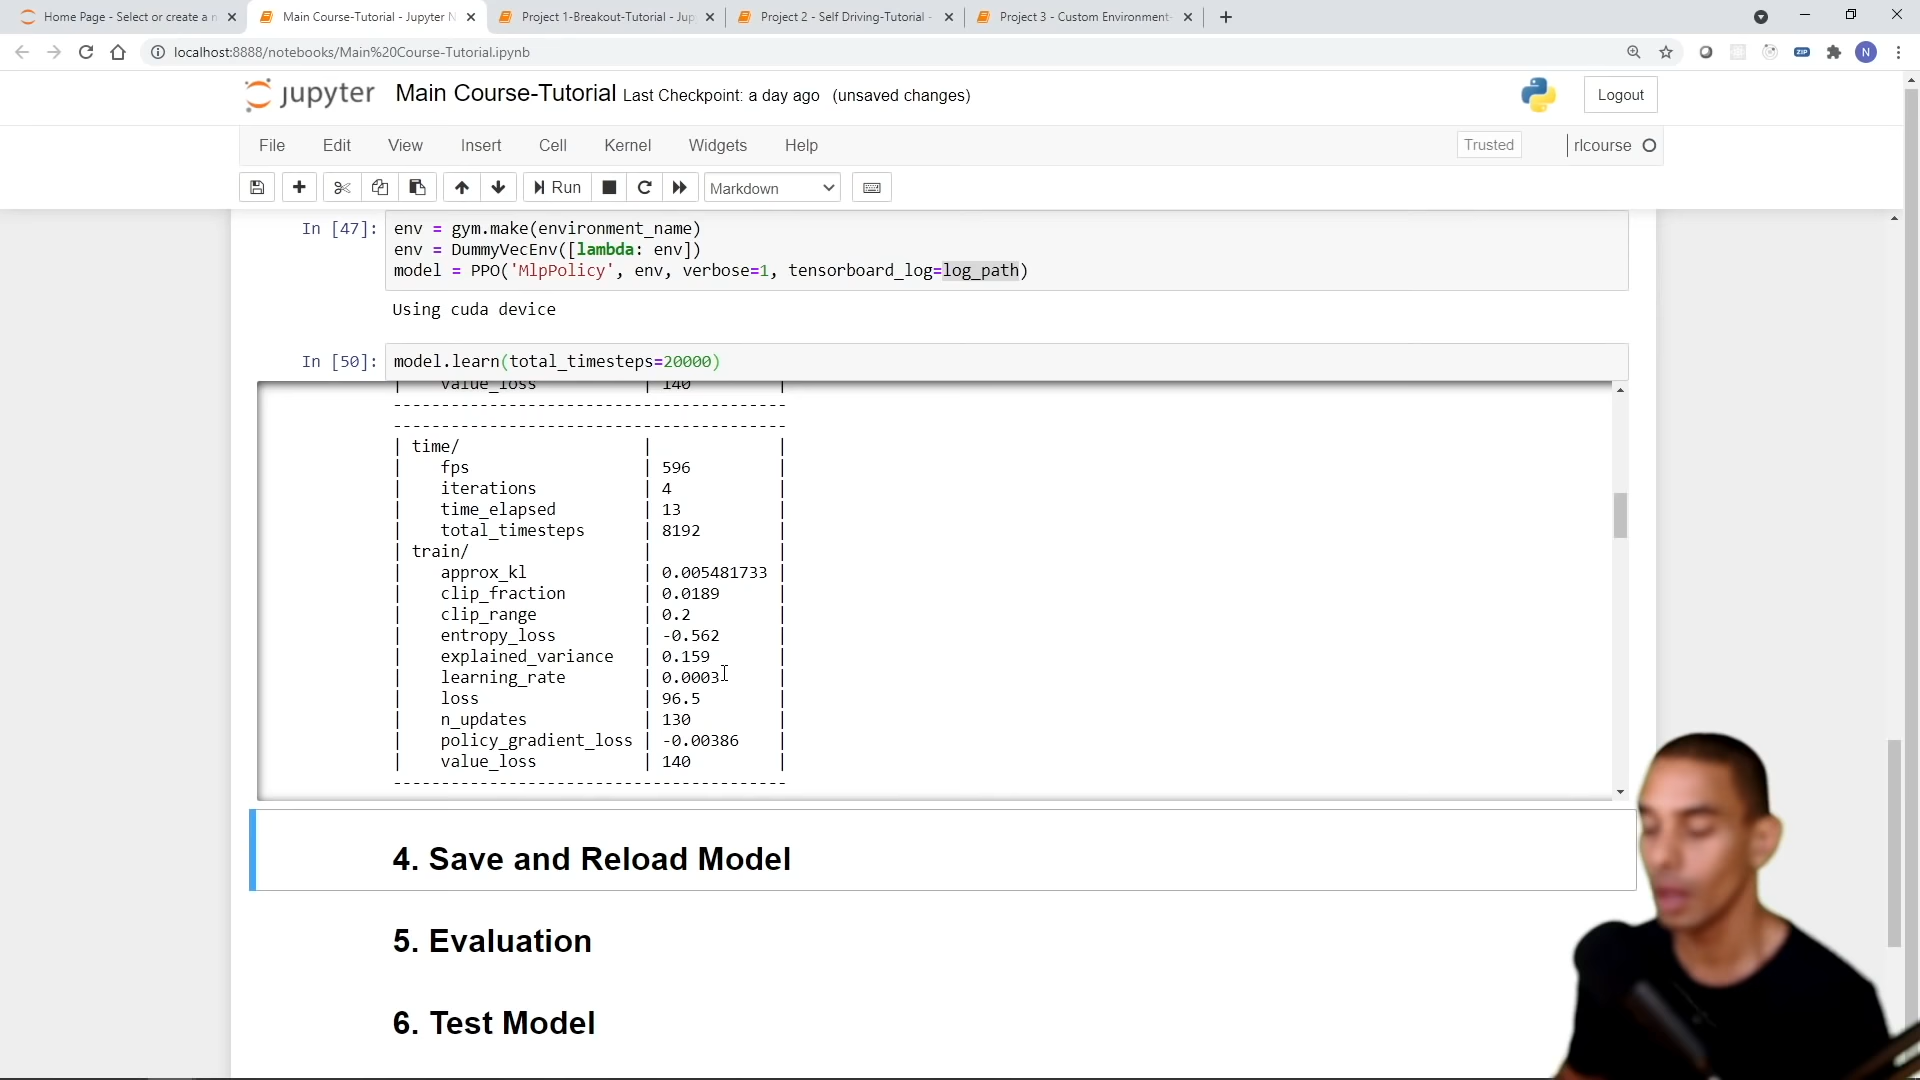 Home Page - Select or create a n
Main Course-Tutorial - Jupyter N
Project 1-Breakout-Tutorial - Jup
Project 2 - Self Driving-Tutorial -
Project 3 - Custom Environment-
localhost:8888/notebooks/Main%20Course-Tutorial.ipynb
ZIP
N
jupyter Main Course-Tutorial Last Checkpoint: a day ago (unsaved changes)
Logout
File Edit View Insert Cell Kernel Widgets Help
Trusted
rlcourse
Run
Markdown
In [47]: env = gym.make(environment_name)
env = DummyVecEnv([lambda: env])
model = PPO('MlpPolicy', env, verbose=1, tensorboard_log=log_path)
Using cuda device
In [50]: model.learn(total_timesteps=20000)
| value_loss | 140 |
-----------------------------------------
-----------------------------------------
| time/ | |
| fps | 596 |
| iterations | 4 |
| time_elapsed | 13 |
| total_timesteps | 8192 |
| train/ | |
| approx_kl | 0.005481733 |
| clip_fraction | 0.0189 |
| clip_range | 0.2 |
| entropy_loss | -0.562 |
| explained_variance | 0.159 |
| learning_rate | 0.0003 |
| loss | 96.5 |
| n_updates | 130 |
| policy_gradient_loss | -0.00386 |
| value_loss | 140 |
-----------------------------------------
4. Save and Reload Model
5. Evaluation
6. Test Model